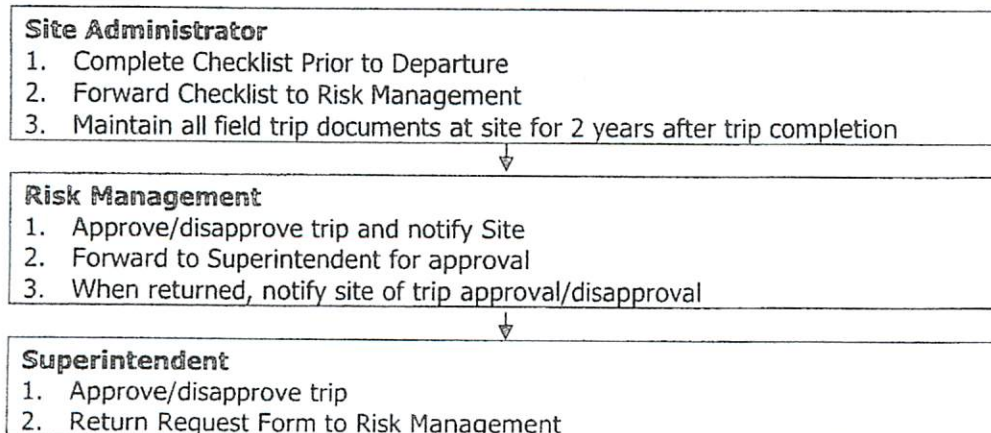 Site Administrator
1. Complete Checklist Prior to Departure
2. Forward Checklist to Risk Management
3. Maintain all field trip documents at site for 2 years after trip completion
Risk Management
1. Approve/disapprove trip and notify Site
2. Forward to Superintendent for approval
3. When returned, notify site of trip approval/disapproval
Superintendent
1. Approve/disapprove trip
2. Return Request Form to Risk Management